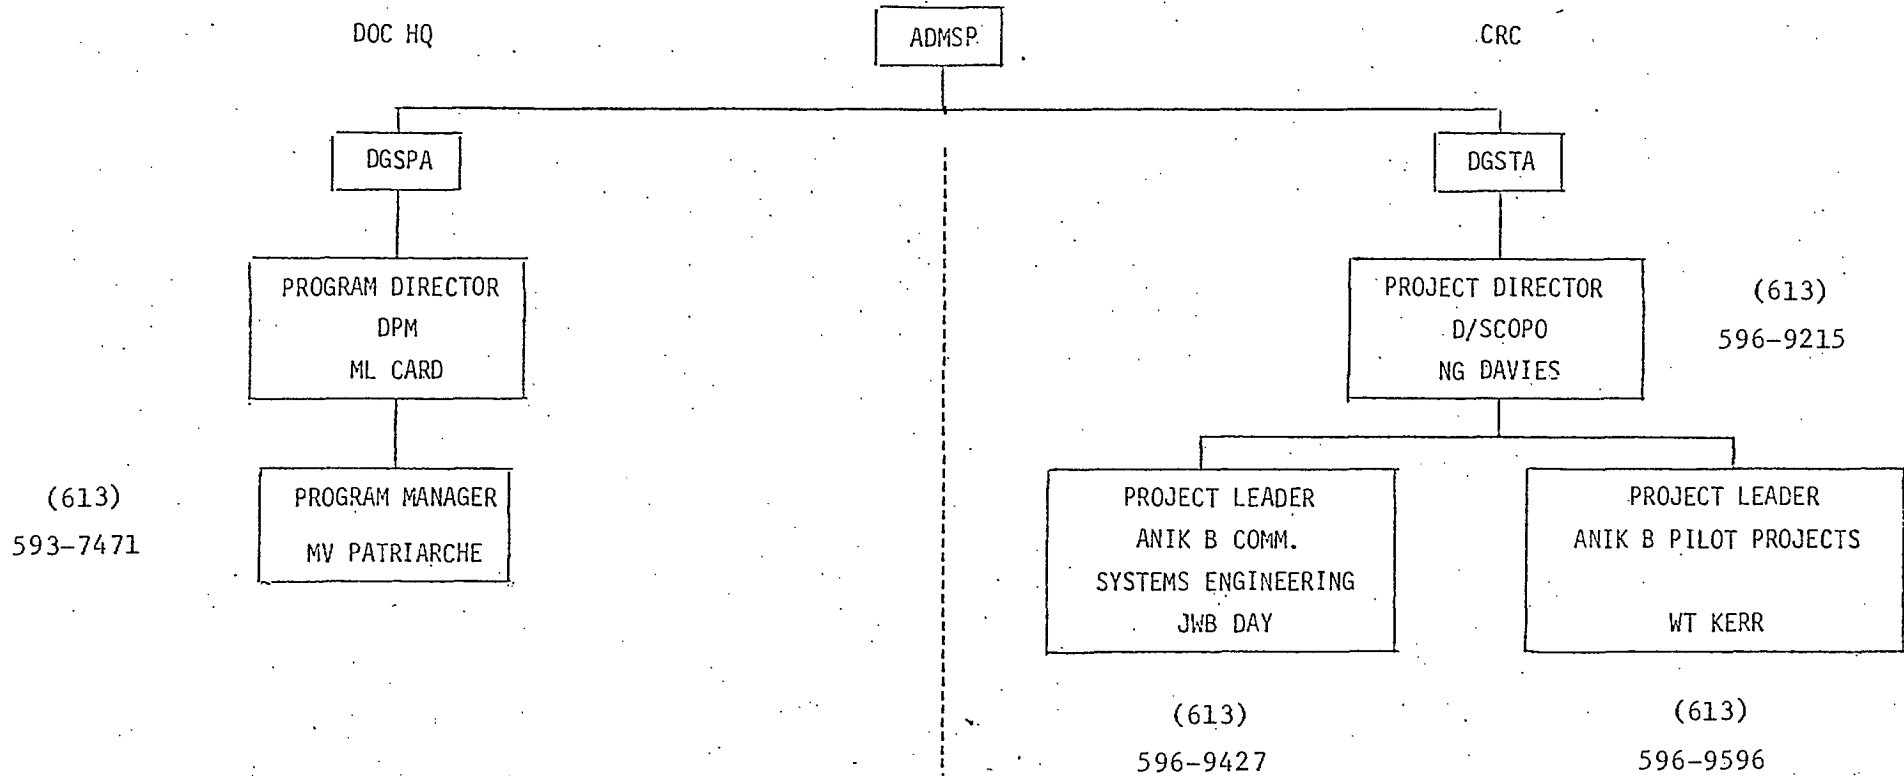 DOC HQ
ADMSP
CRC
DGSPA
DGSTA
PROGRAM DIRECTOR
DPM
ML CARD
PROJECT DIRECTOR
D/SCOPO
NG DAVIES
(613)
596-9215
(613)
593-7471
PROGRAM MANAGER
MV PATRIARCHE
PROJECT LEADER
ANIK B COMM.
SYSTEMS ENGINEERING
JWB DAY
PROJECT LEADER
ANIK B PILOT PROJECTS
WT KERR
(613)
596-9427
(613)
596-9596